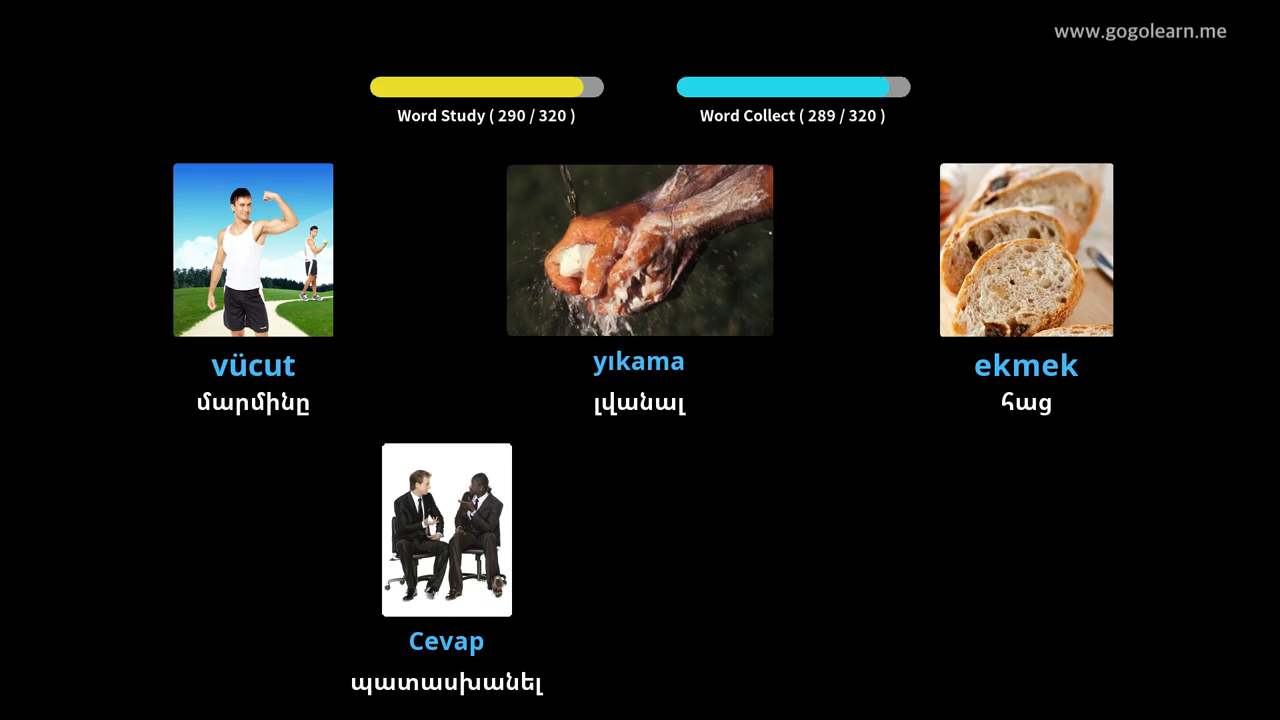 www.gogolearn.me
Word Study ( 290 / 320 )
Word Collect ( 289 / 320 )
vücut
մարմինը
yıkama
լվանալ
ekmek
հաց
Cevap
պատասխանել